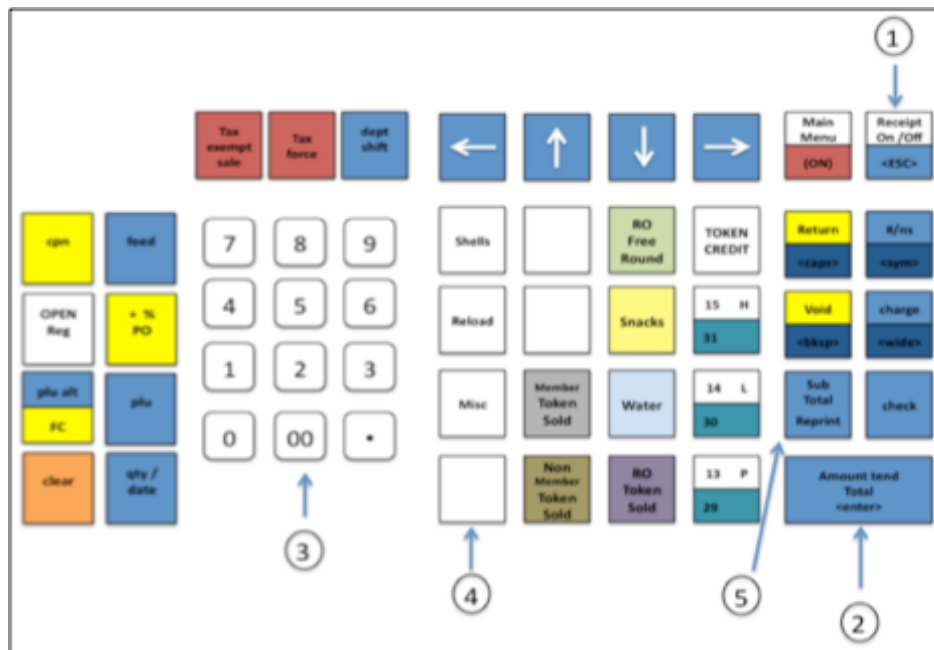 1
Tax
exempt
sale
Tax
force
dept
shift
Main
Menu
(ON)
Receipt
On /Off
<ESC>
cpn
feed
7
8
9
Shells
RO
Free
Round
TOKEN
CREDIT
Return
<caps>
R/ns
<sym>
OPEN
Reg
+ %
PO
4
5
6
Reload
Snacks
15 H
31
Void
<bksp>
charge
<wide>
plu alt
FC
plu
1
2
3
Misc
Member
Token
Sold
Water
14 L
30
Sub
Total
Reprint
check
clear
qty /
date
0
00
•
Non
Member
Token
Sold
RO
Token
Sold
13 P
29
Amount tend
Total
<enter>
3
4
5
2